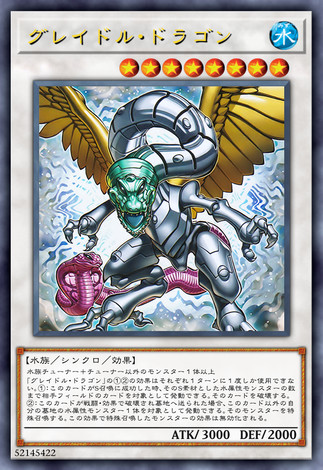 グレイドル・ドラゴン
水
【水族/シンクロ/効果】
水族チューナー+チューナー以外のモンスター1体以上
「グレイドル・ドラゴン」の①②の効果はそれぞれ1ターンに1度しか使用できな
い。①:このカードがS召喚に成功した時、そのS素材とした水属性モンスターの数
まで相手フィールドのカードを対象として発動できる。そのカードを破壊する。
②:このカードが戦闘・効果で破壊され墓地へ送られた場合、このカード以外の自
分の墓地の水属性モンスター1体を対象として発動できる。そのモンスターを特
殊召喚する。この効果で特殊召喚したモンスターの効果は無効化される。
ATK/3000 DEF/2000
52145422